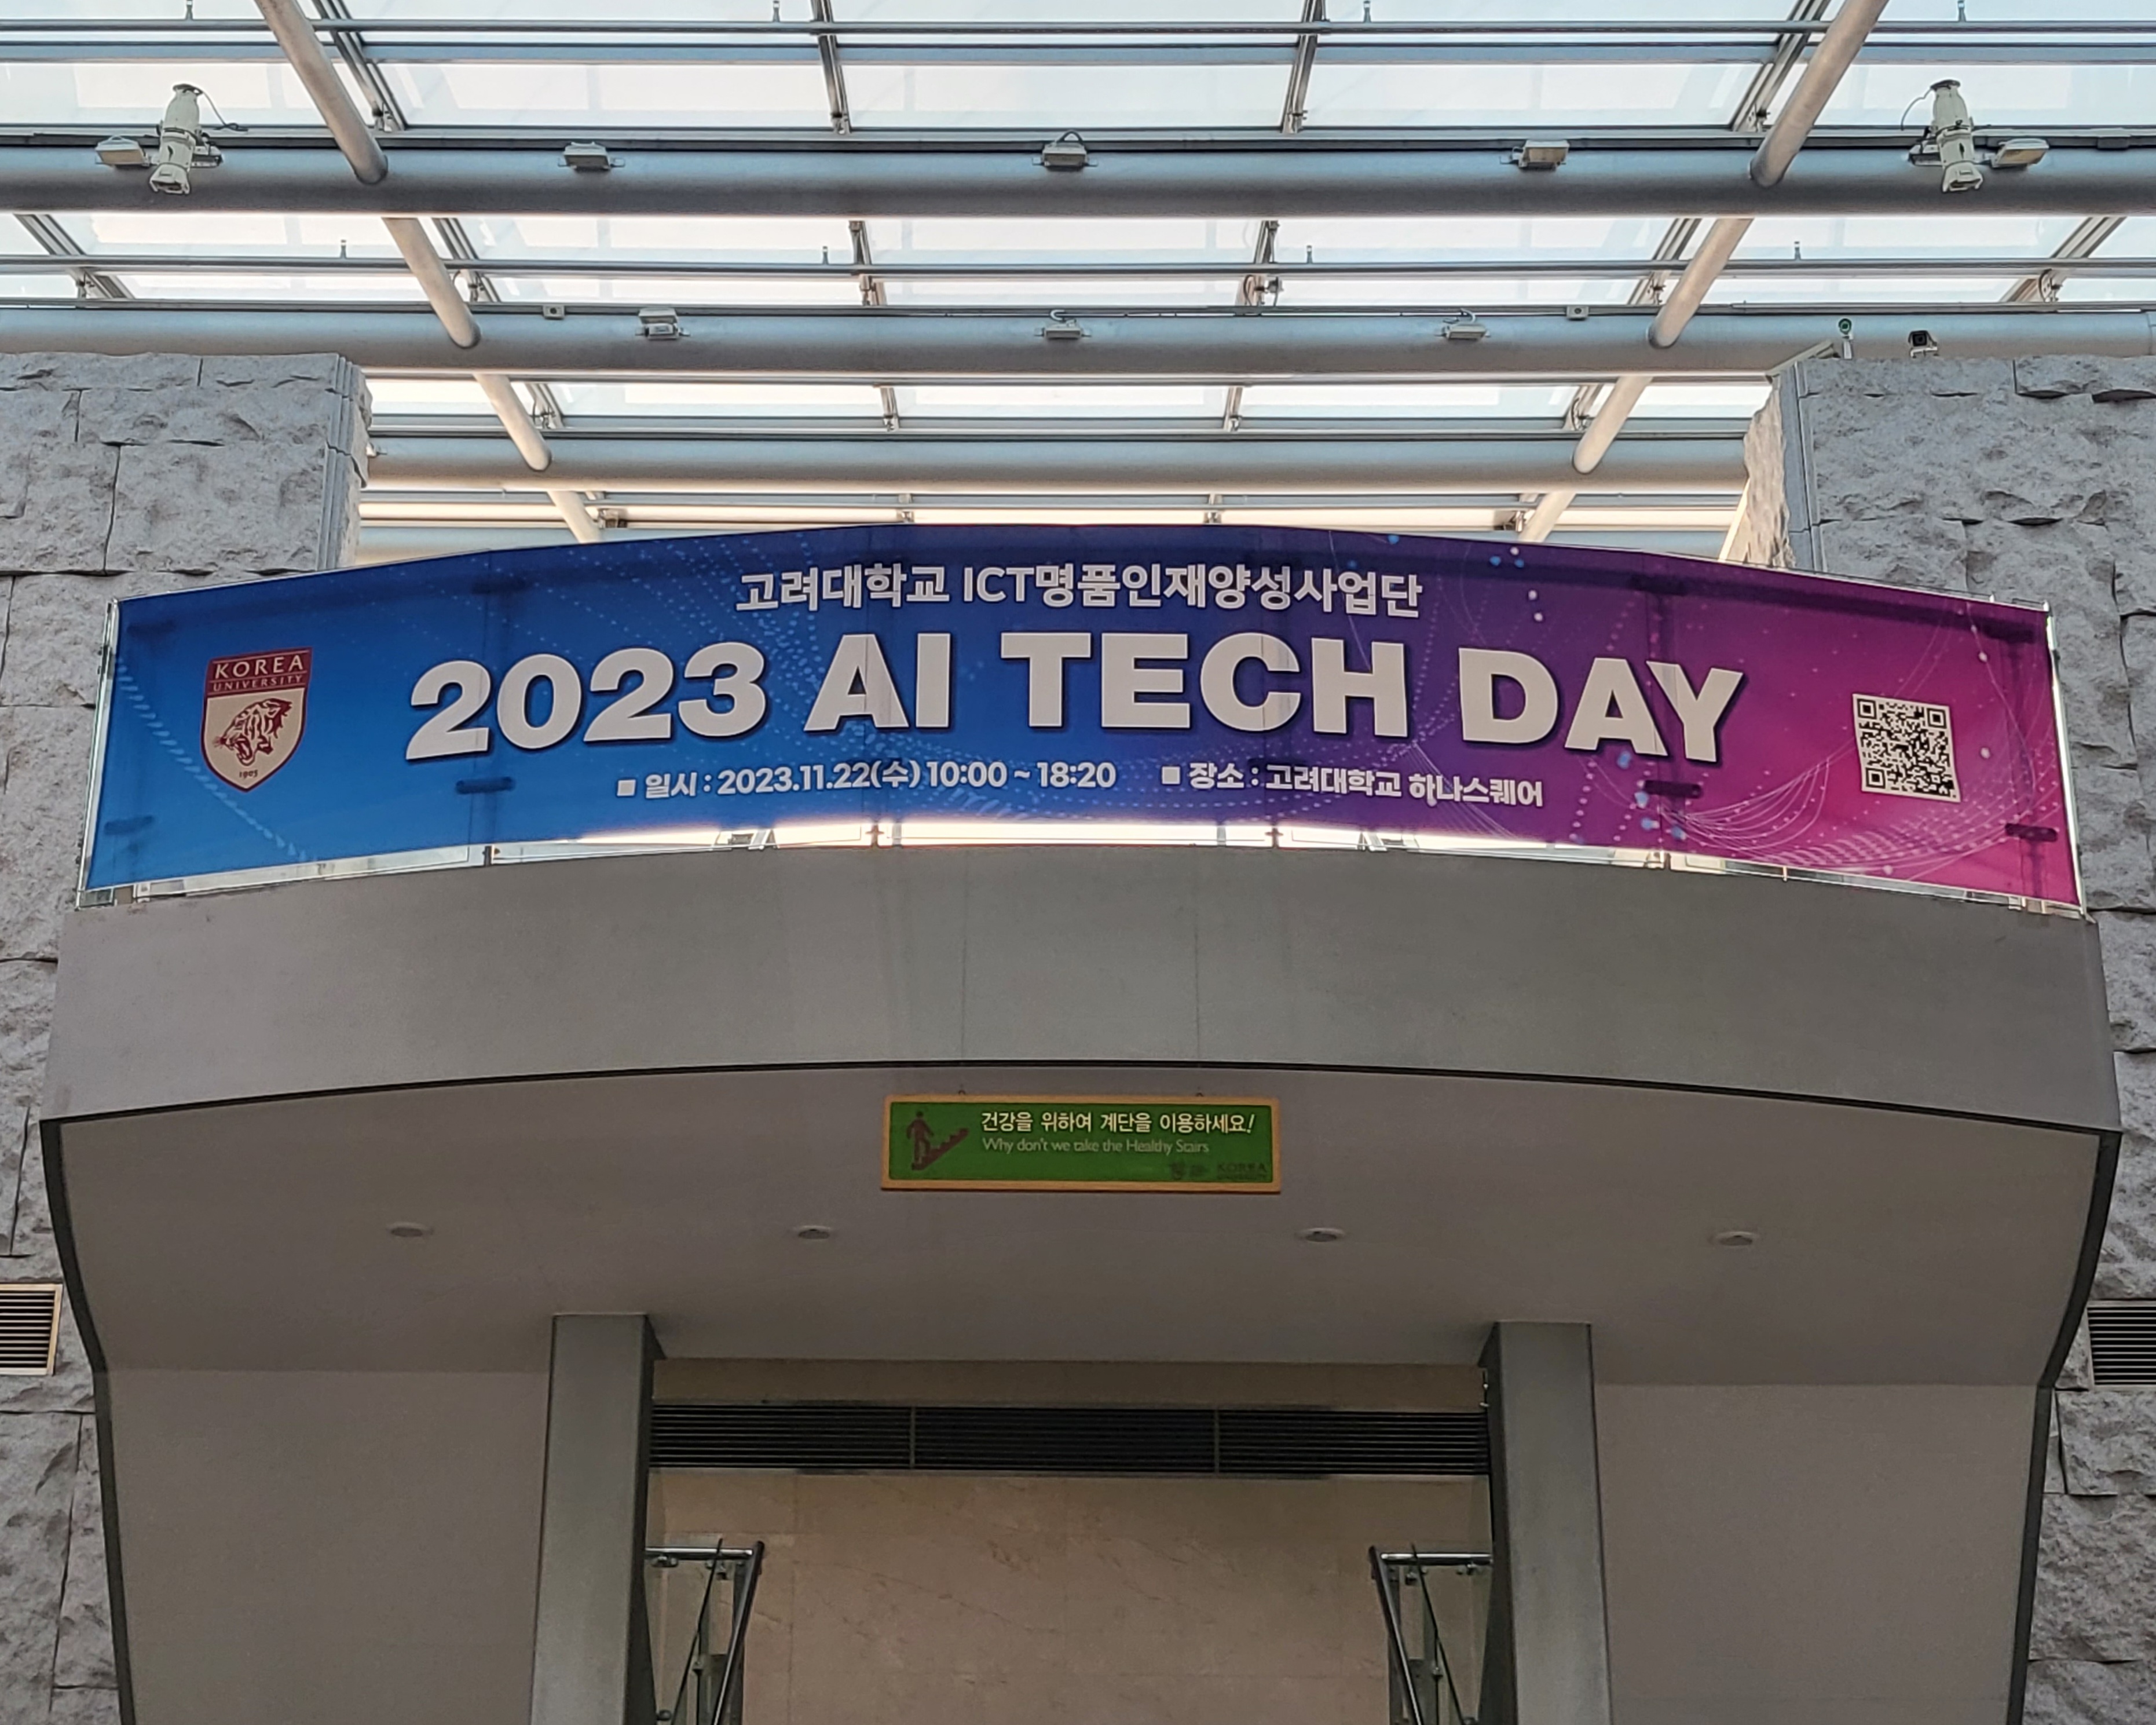 고려대학교 ICT명품인재양성사업단
KOREA
UNIVERSITY
1905
2023 AI TECH DAY
■ 일시 : 2023.11.22(수) 10:00 ~ 18:20 ■ 장소 : 고려대학교 하나스퀘어
건강을 위하여 계단을 이용하세요!
Why don't we take the Healthy Stairs
KOREA